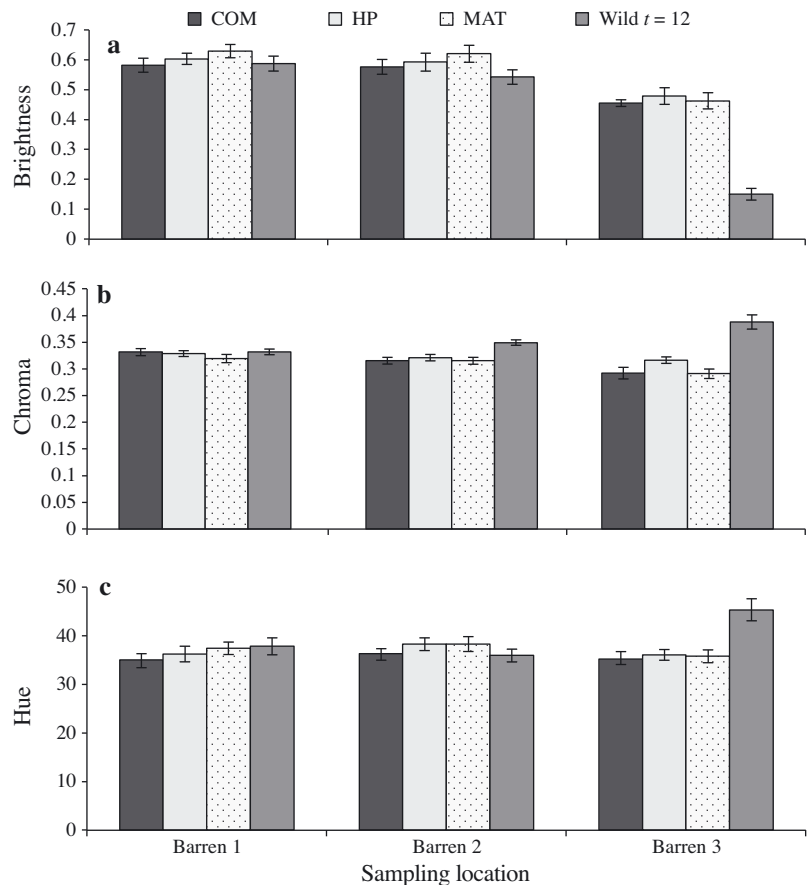 COM HP MAT Wild t = 12
a
Brightness
0.7
0.6
0.5
0.4
0.3
0.2
0.1
0
b
Chroma
0.45
0.4
0.35
0.3
0.25
0.2
0.15
0.1
0.05
0
c
Hue
50
40
30
20
10
0
Barren 1 Barren 2 Barren 3
Sampling location